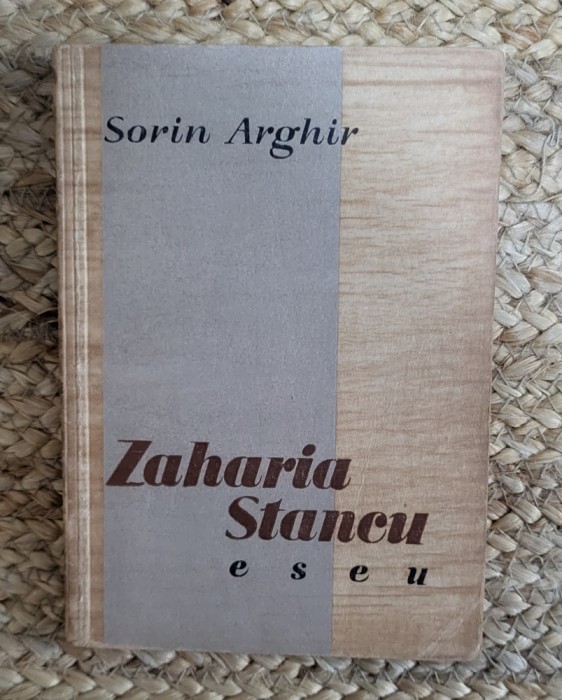 Sorin Arghir
Zaharia
Stancu
eseu